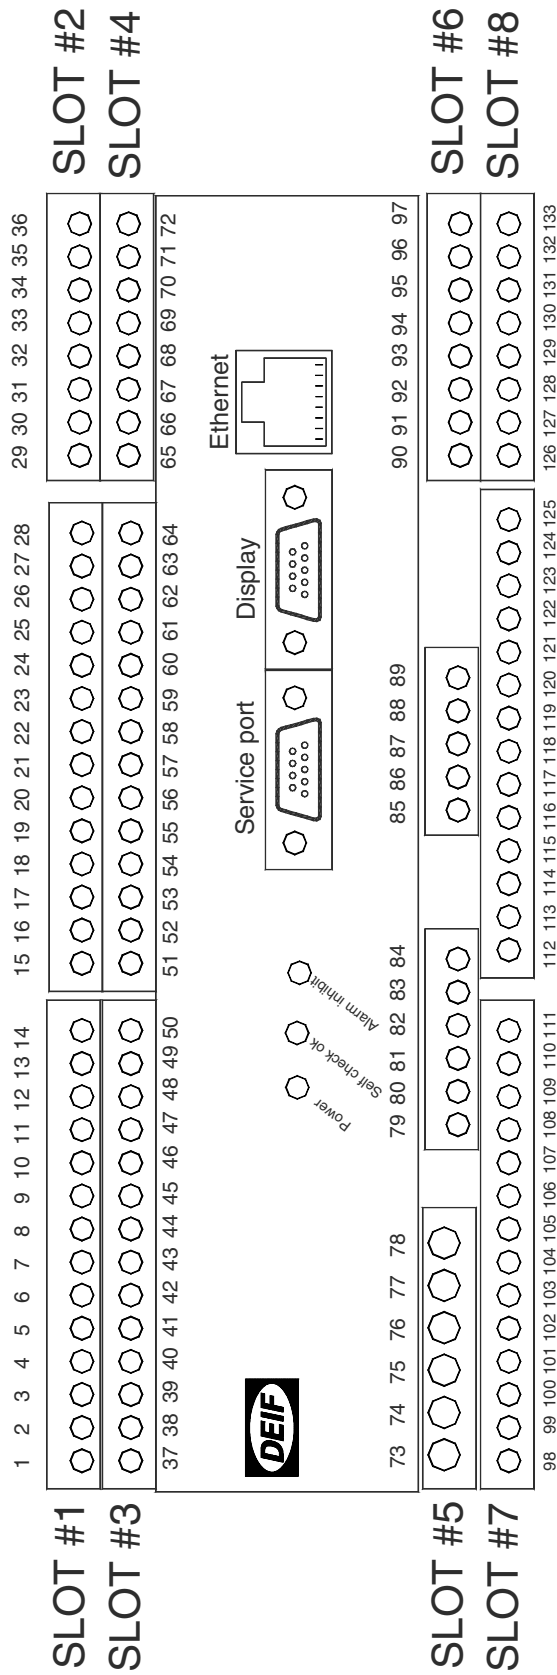 SLOT #1
SLOT #2
1 2 3 4 5 6 7 8 9 10 11 12 13 14 15 16 17 18 19 20 21 22 23 24 25 26 27 28 29 30 31 32 33 34 35 36
SLOT #3
SLOT #4
37 38 39 40 41 42 43 44 45 46 47 48 49 50 51 52 53 54 55 56 57 58 59 60 61 62 63 64 65 66 67 68 69 70 71 72
DEIF
Power
Self check ok
Alarm inhibit
Service port
Display
Ethernet
73 74 75 76 77 78 79 80 81 82 83 84 85 86 87 88 89 90 91 92 93 94 95 96 97
SLOT #5
SLOT #6
SLOT #7
SLOT #8
98 99 100 101 102 103 104 105 106 107 108 109 110 111 112 113 114 115 116 117 118 119 120 121 122 123 124 125 126 127 128 129 130 131 132 133